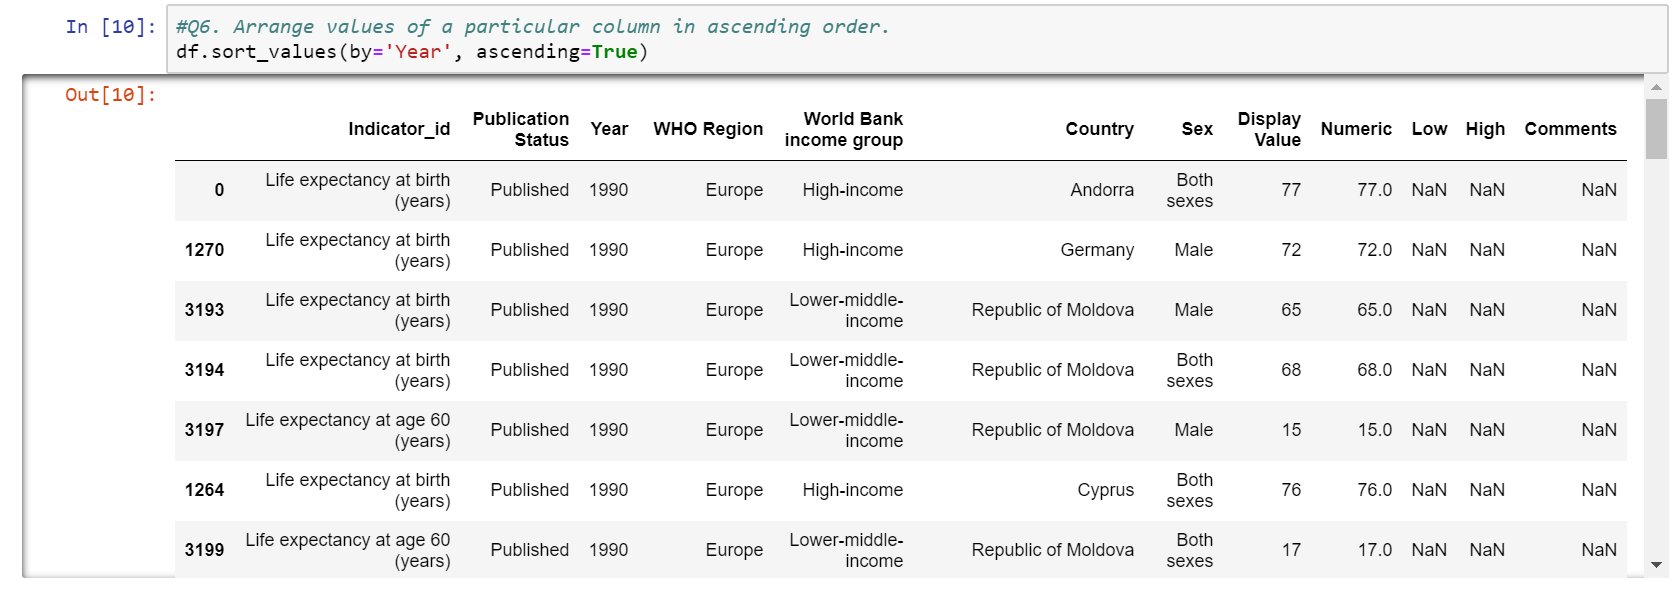 In [10]: #Q6. Arrange values of a particular column in ascending order.
df.sort_values(by='Year', ascending=True)
Out[10]:
Indicator_id Publication Status Year WHO Region World Bank income group Country Sex Display Value Numeric Low High Comments
0 Life expectancy at birth (years) Published 1990 Europe High-income Andorra Both sexes 77 77.0 NaN NaN NaN
1270 Life expectancy at birth (years) Published 1990 Europe High-income Germany Male 72 72.0 NaN NaN NaN
3193 Life expectancy at birth (years) Published 1990 Europe Lower-middle-income Republic of Moldova Male 65 65.0 NaN NaN NaN
3194 Life expectancy at birth (years) Published 1990 Europe Lower-middle-income Republic of Moldova Both sexes 68 68.0 NaN NaN NaN
3197 Life expectancy at age 60 (years) Published 1990 Europe Lower-middle-income Republic of Moldova Male 15 15.0 NaN NaN NaN
1264 Life expectancy at birth (years) Published 1990 Europe High-income Cyprus Both sexes 76 76.0 NaN NaN NaN
3199 Life expectancy at age 60 (years) Published 1990 Europe Lower-middle-income Republic of Moldova Both sexes 17 17.0 NaN NaN NaN